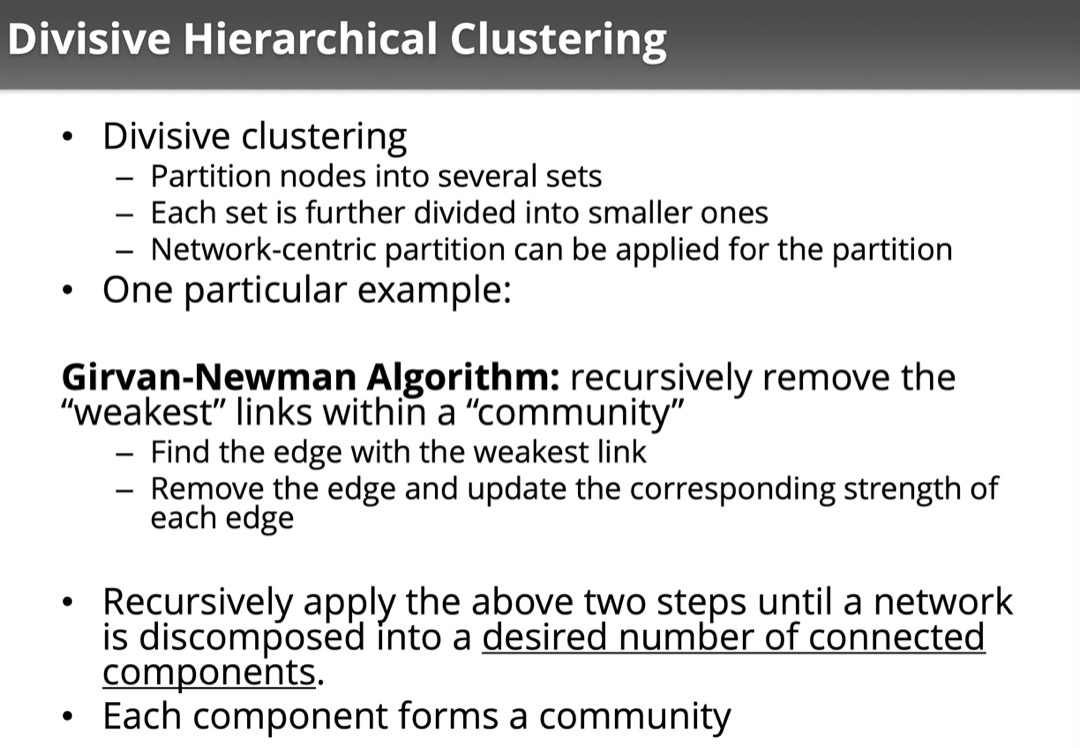 Divisive Hierarchical Clustering
• Divisive clustering
– Partition nodes into several sets
– Each set is further divided into smaller ones
– Network-centric partition can be applied for the partition
• One particular example:
Girvan-Newman Algorithm: recursively remove the
“weakest” links within a “community”
– Find the edge with the weakest link
– Remove the edge and update the corresponding strength of
each edge
• Recursively apply the above two steps until a network
is discomposed into a desired number of connected
components.
• Each component forms a community